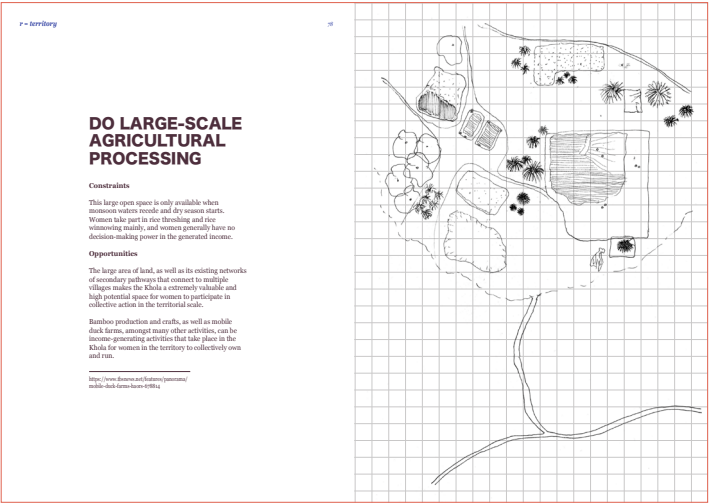 r = territory
78
DO LARGE-SCALE
AGRICULTURAL
PROCESSING
Constraints
This large open space is only available when
monsoon waters recede and dry season starts.
Women take part in rice threshing and rice
winnowing mainly, and women generally have no
decision-making power in the generated income.
Opportunities
The large area of land, as well as its existing networks
of secondary pathways that connect to multiple
villages makes the Khola a extremely valuable and
high potential space for women to participate in
collective action in the territorial scale.
Bamboo production and crafts, as well as mobile
duck farms, amongst many other activities, can be
income-generating activities that take place in the
Khola for women in the territory to collectively own
and run.
https://www.thenews.net/features/panorama/
mobile-duck-farms-haors-678814